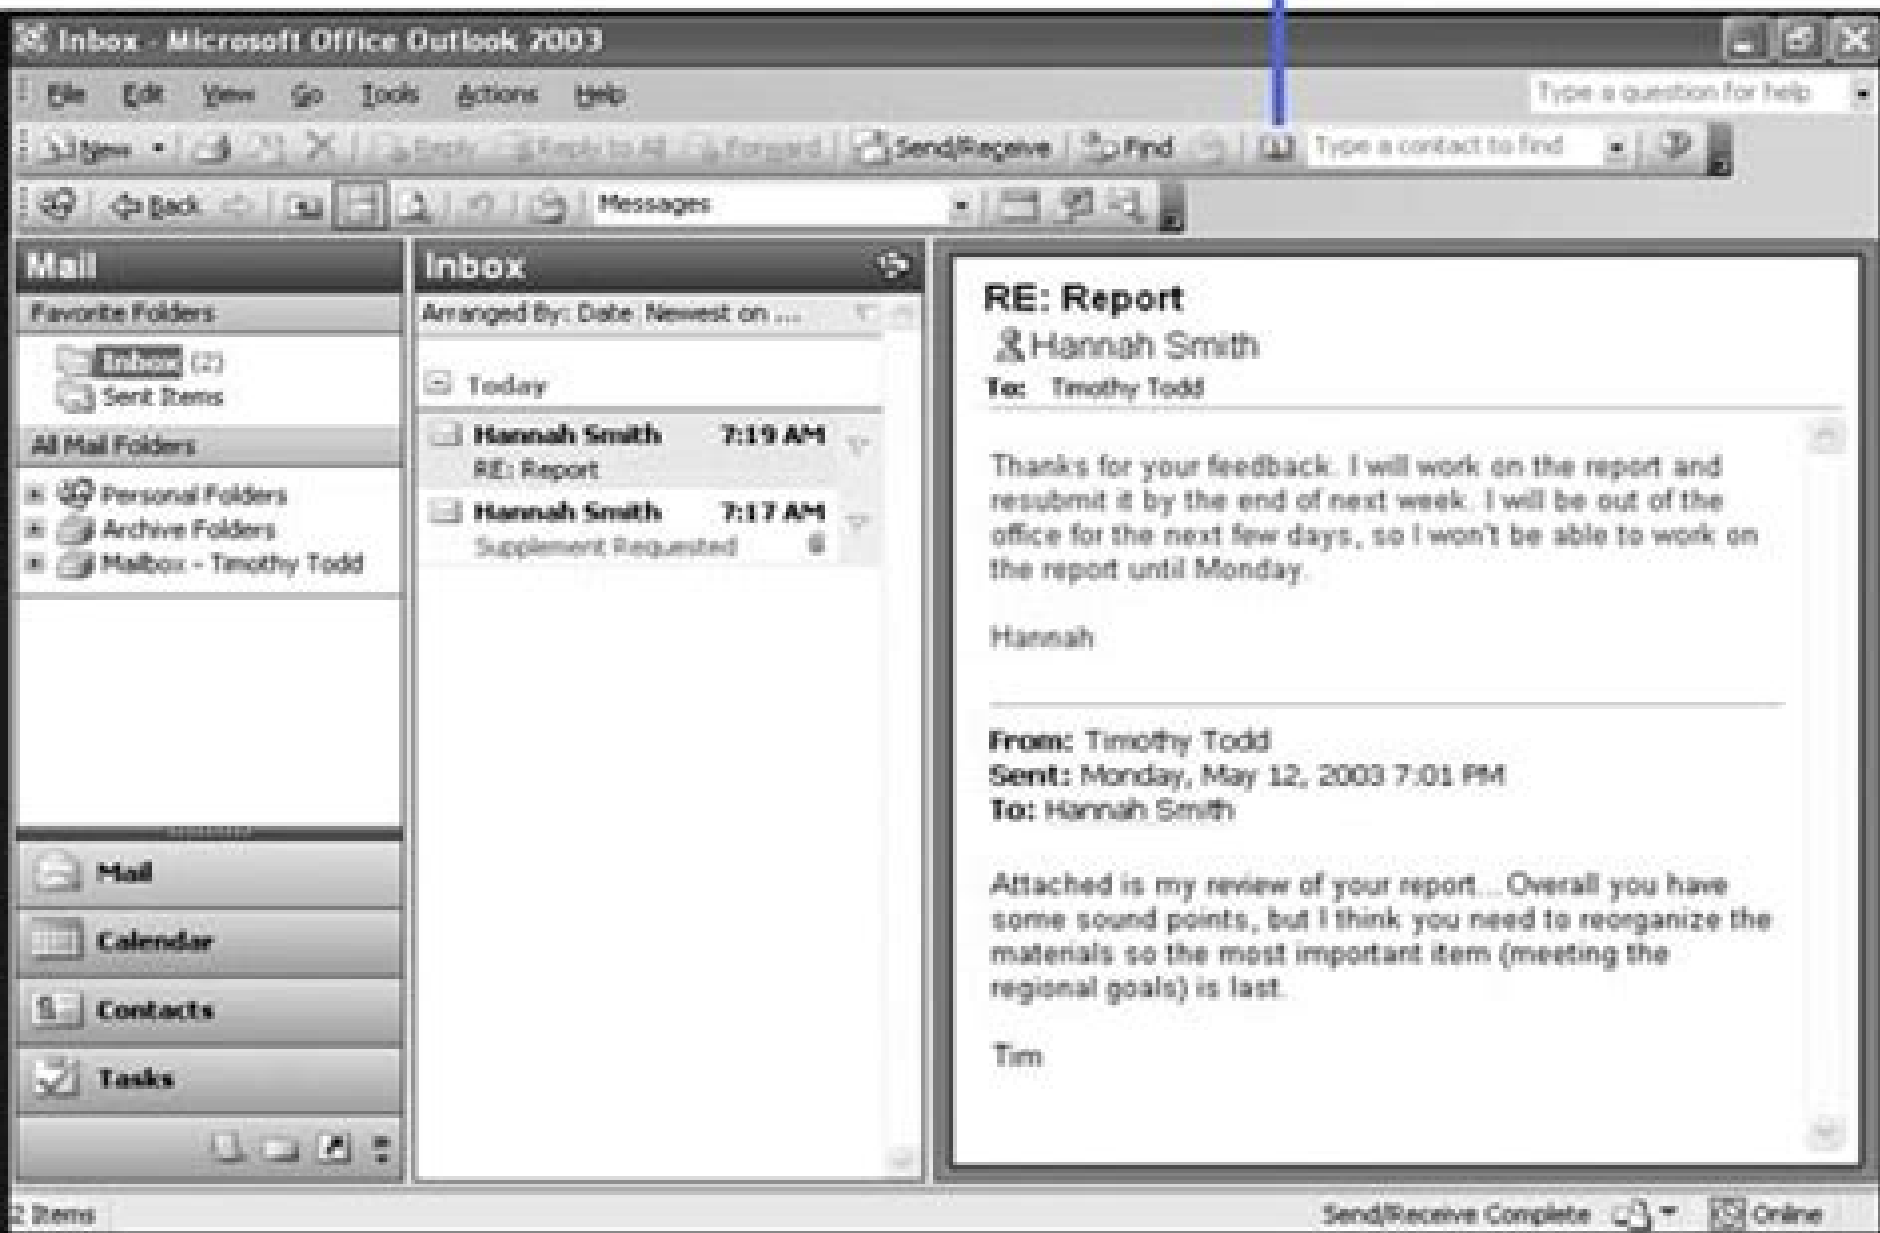 Inbox - Microsoft Office Outlook 2003
File Edit View Go Tools Actions Help Type a question for help
New Reply Reply to All Forward Send/Receive Find Type a contact to find
Back Messages
Mail
Favorite Folders
Inbox (2)
Sent Items
All Mail Folders
Personal Folders
Archive Folders
Mailbox - Timothy Todd
Mail
Calendar
Contacts
Tasks
Inbox
Arranged By: Date Newest on ...
Today
Hannah Smith 7:19 AM
RE: Report
Hannah Smith 7:17 AM
Supplement Requested
RE: Report
Hannah Smith
To: Timothy Todd
Thanks for your feedback. I will work on the report and
resubmit it by the end of next week. I will be out of the
office for the next few days, so I won't be able to work on
the report until Monday.
Hannah
From: Timothy Todd
Sent: Monday, May 12, 2003 7:01 PM
To: Hannah Smith
Attached is my review of your report... Overall you have
some sound points, but I think you need to reorganize the
materials so the most important item (meeting the
regional goals) is last.
Tim
2 Items Send/Receive Complete Online